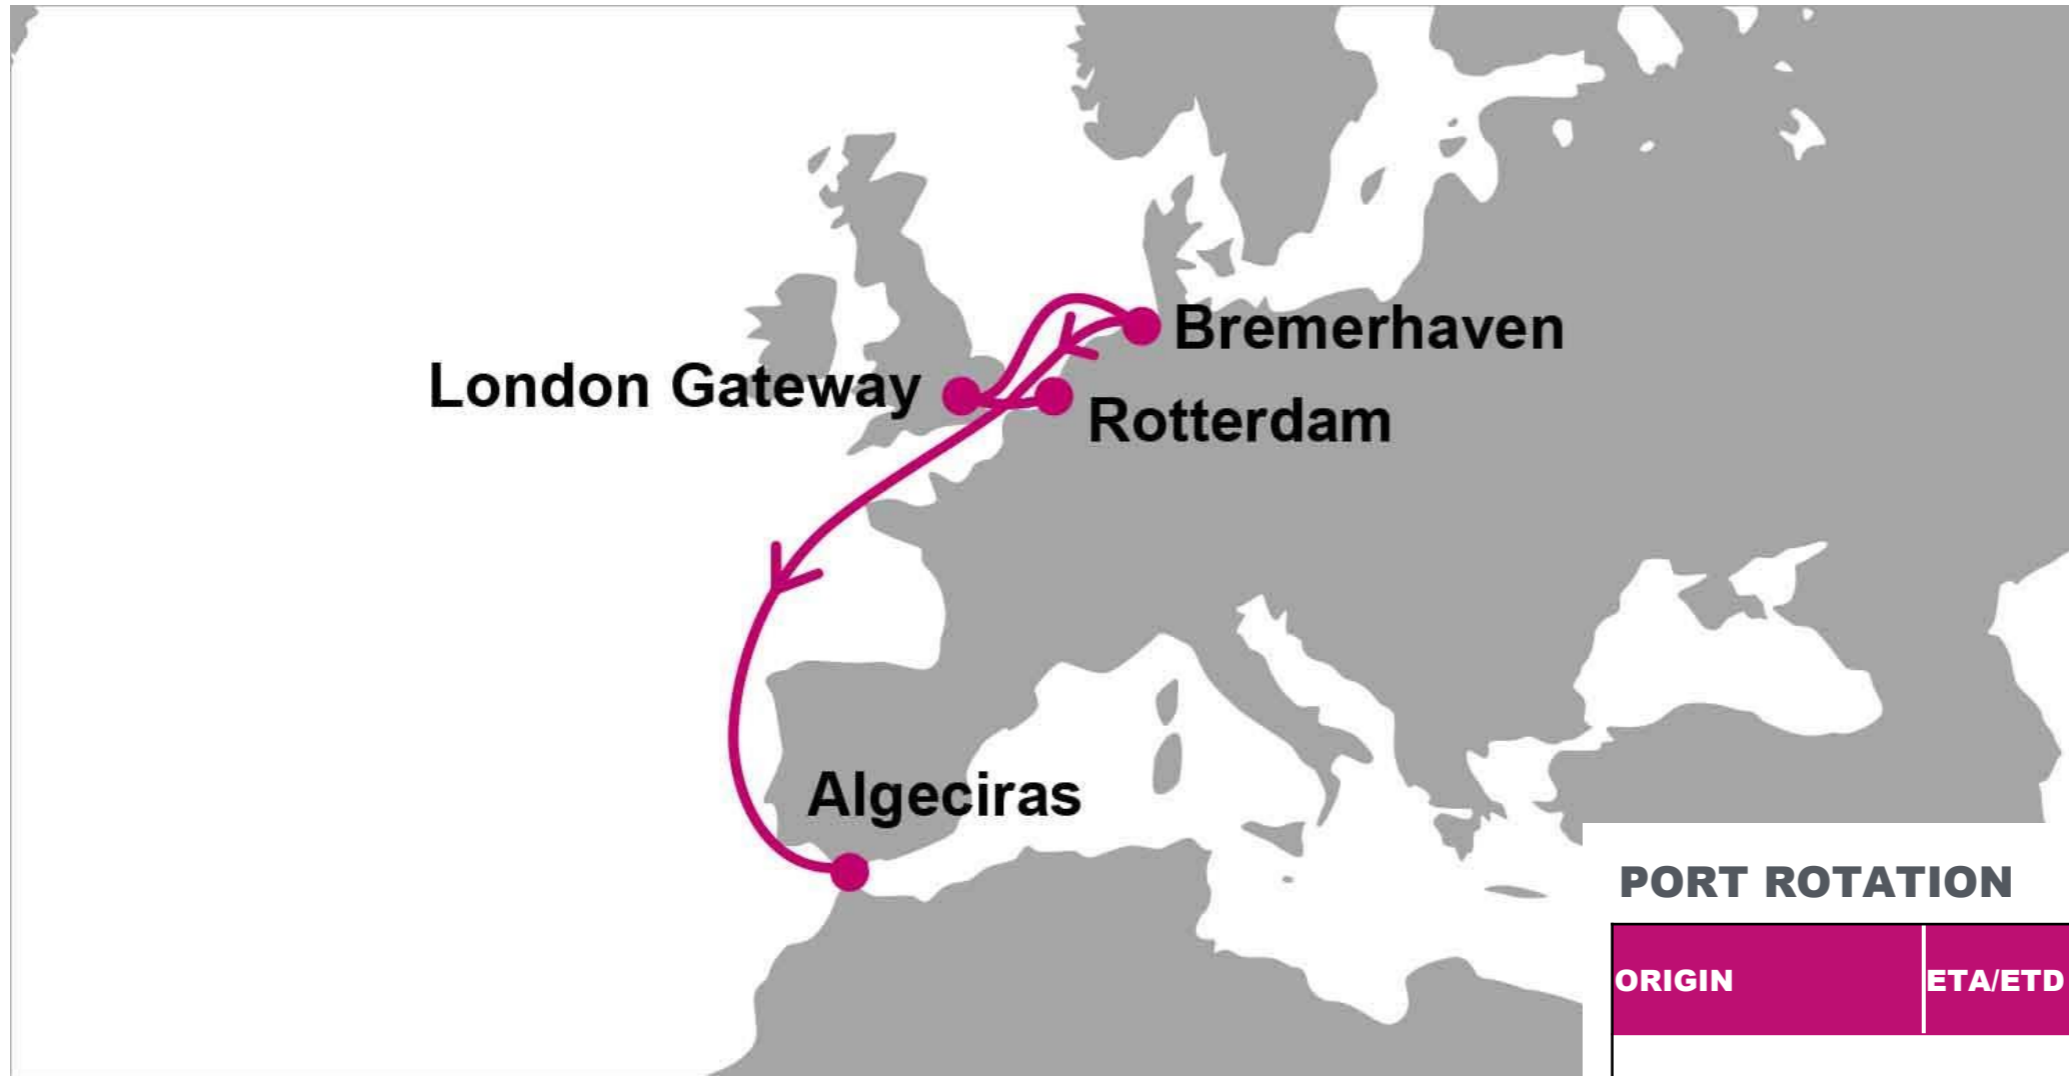 Bremerhaven
London Gateway
Rotterdam
Algeciras
PORT ROTATION
ORIGIN ETA/ETD